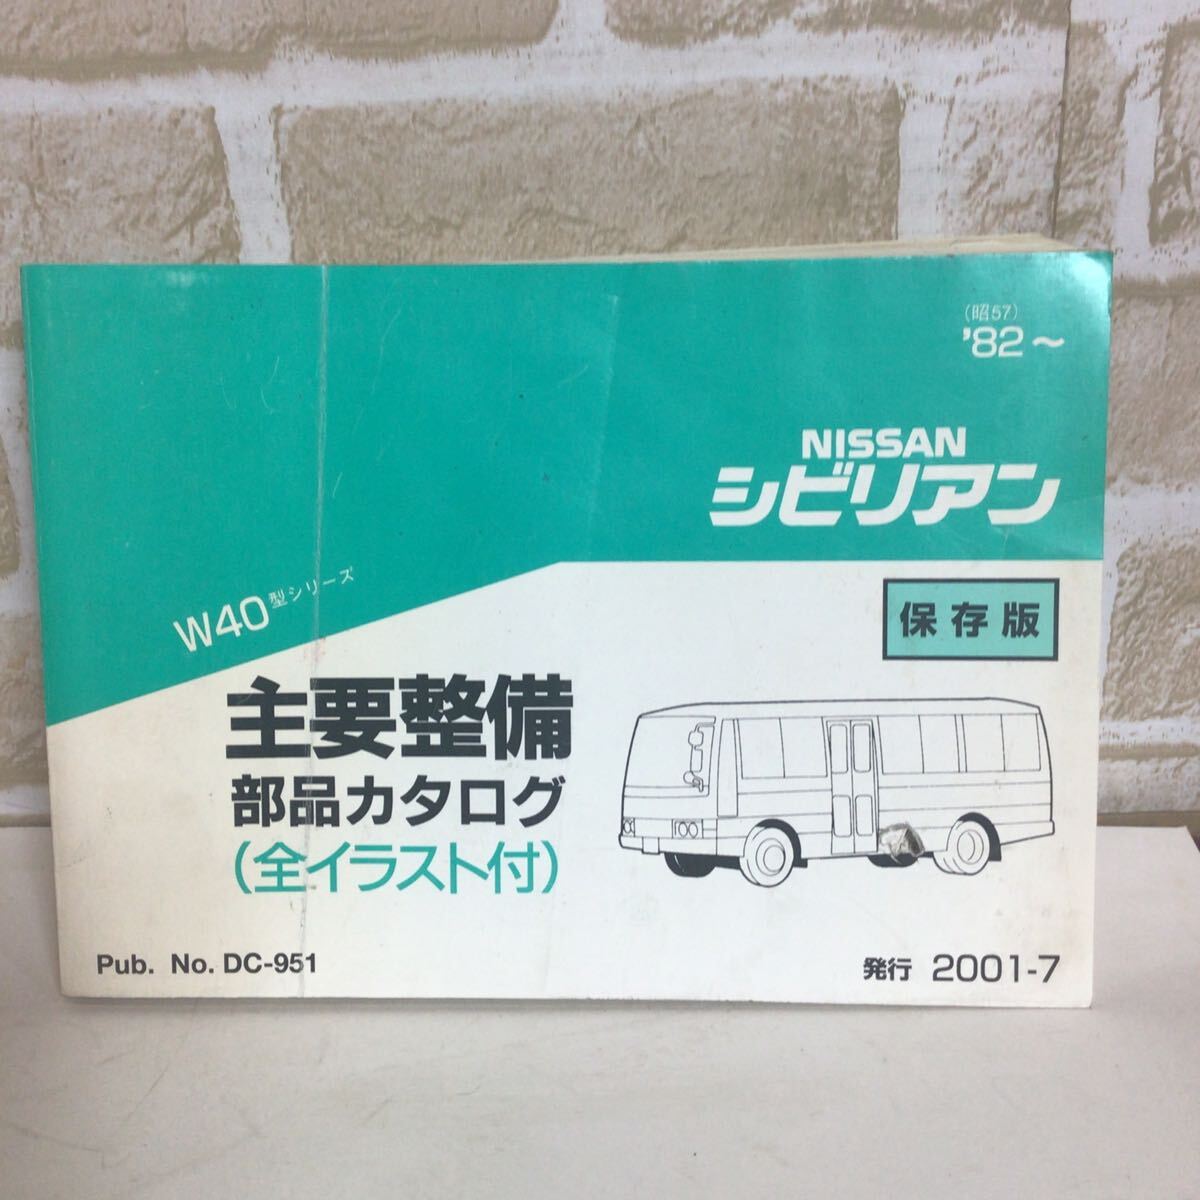 (昭57)
'82〜
NISSAN
シビリアン
W40型シリーズ
保存版
主要整備
部品カタログ
(全イラスト付)
Pub. No. DC-951
発行 2001-7